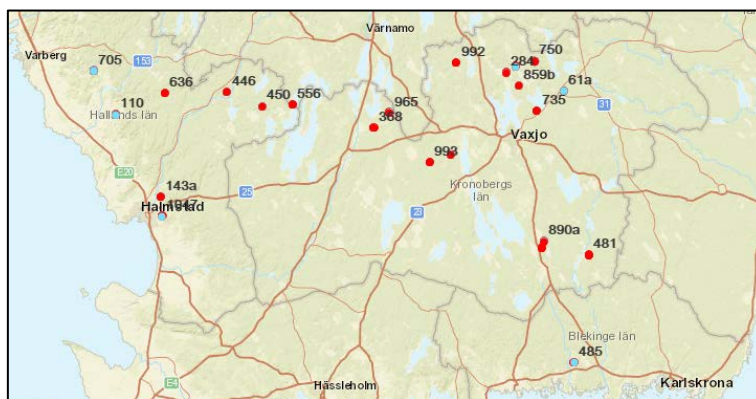 Värnamo
Varberg
153
705
992
750
284
859b
61a
636
446
450
556
965
368
110
Hallands län
735
31
Vaxjo
E20
993
Kronobergs
län
143a
25
Halmstad
23
890a
481
Blekinge län
485
E4
Hässleholm
Karlskrona